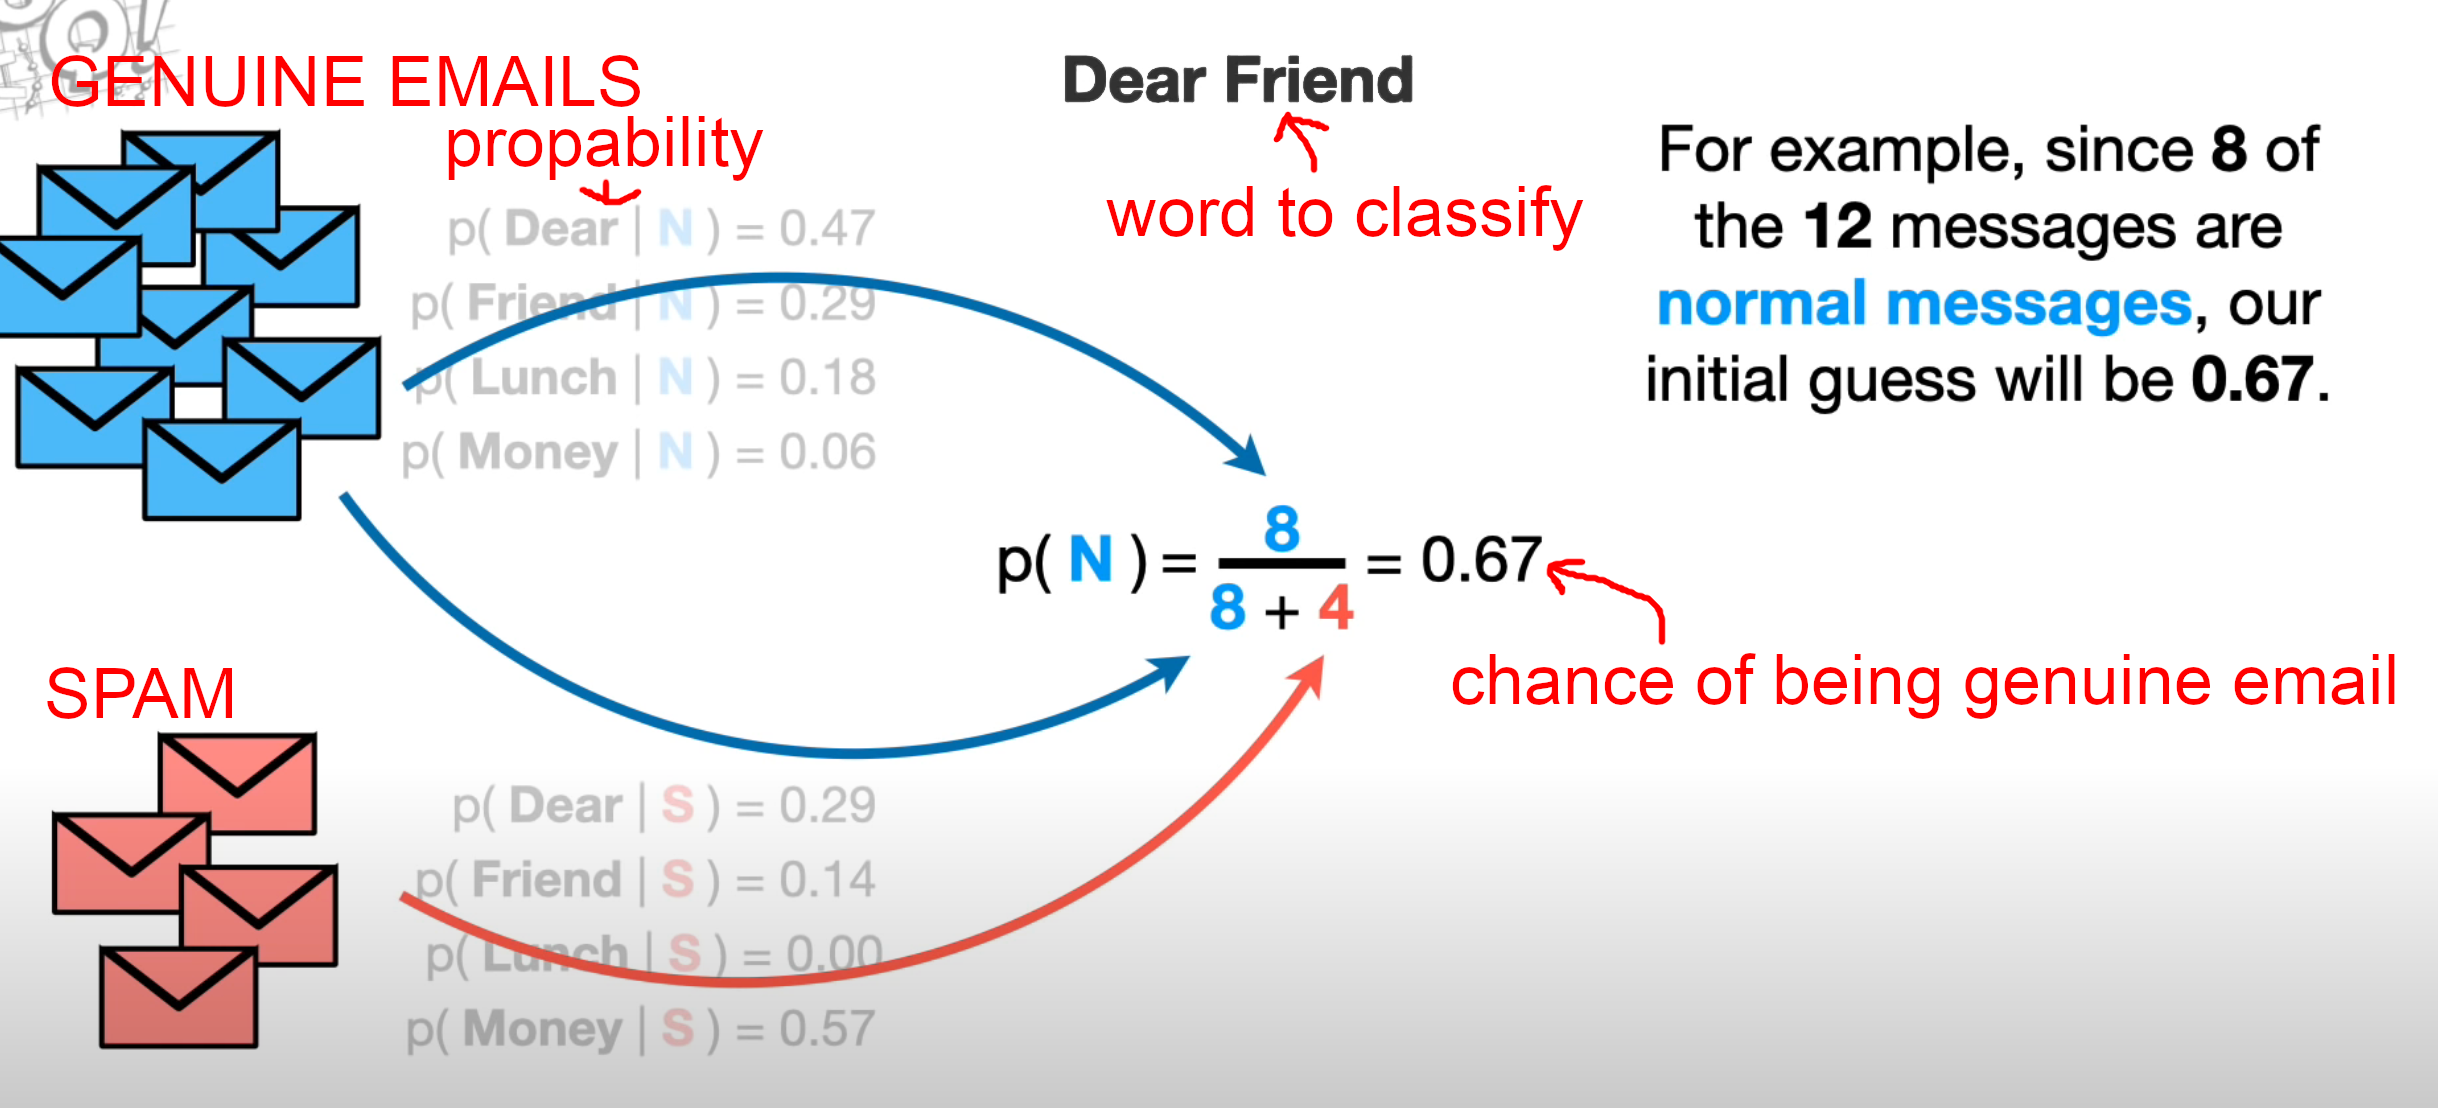 GENUINE EMAILS
propability
p( Dear | N ) = 0.47
p( Friend | N ) = 0.29
p( Lunch | N ) = 0.18
p( Money | N ) = 0.06
Dear Friend
word to classify
For example, since 8 of
the 12 messages are
normal messages, our
initial guess will be 0.67.
p( N ) = 8 / 8 + 4 = 0.67
chance of being genuine email
SPAM
p( Dear | S ) = 0.29
p( Friend | S ) = 0.14
p( Lunch | S ) = 0.00
p( Money | S ) = 0.57